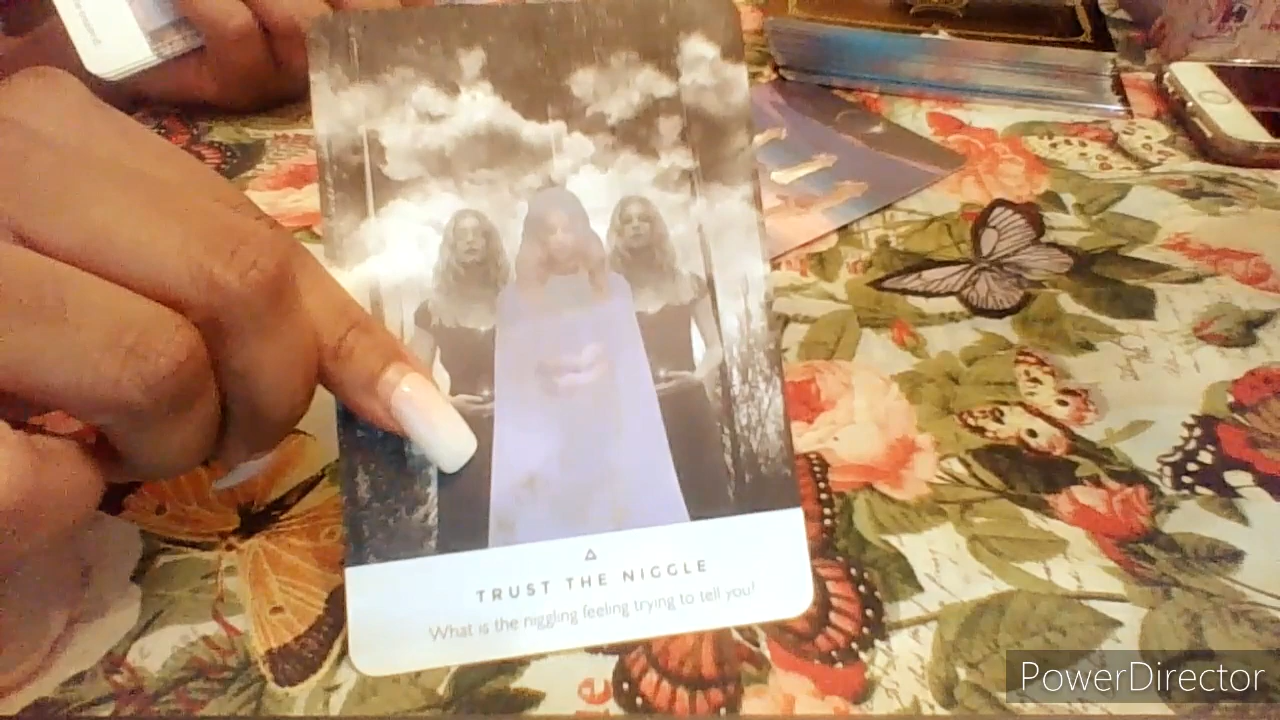 TRUST THE NIGGLE
What is the niggling feeling trying to tell you?
PowerDirector